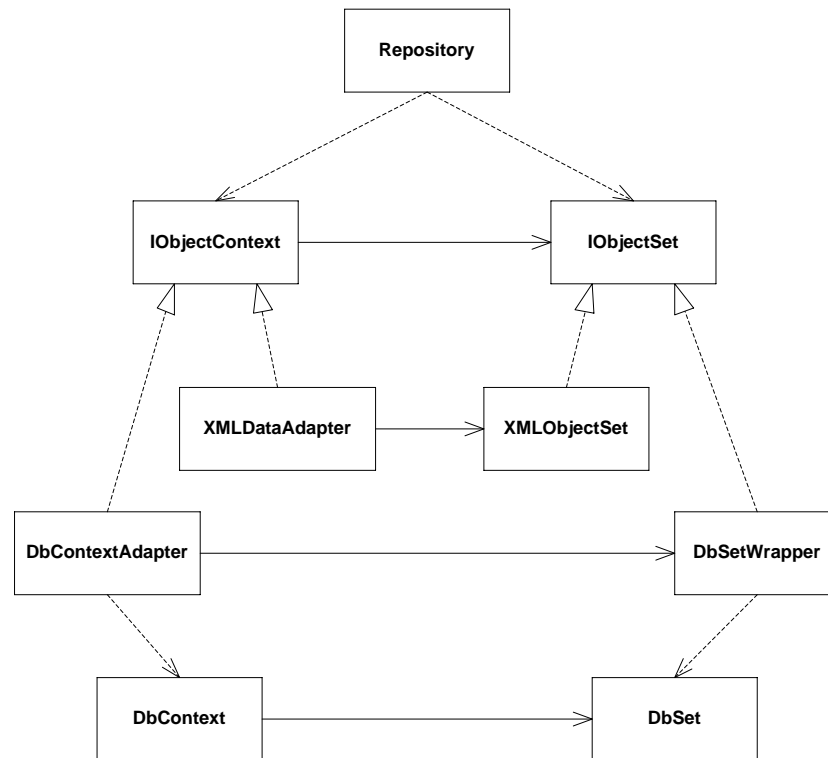 Repository
IObjectContext
IObjectSet
XMLDataAdapter
XMLObjectSet
DbContextAdapter
DbSetWrapper
DbContext
DbSet